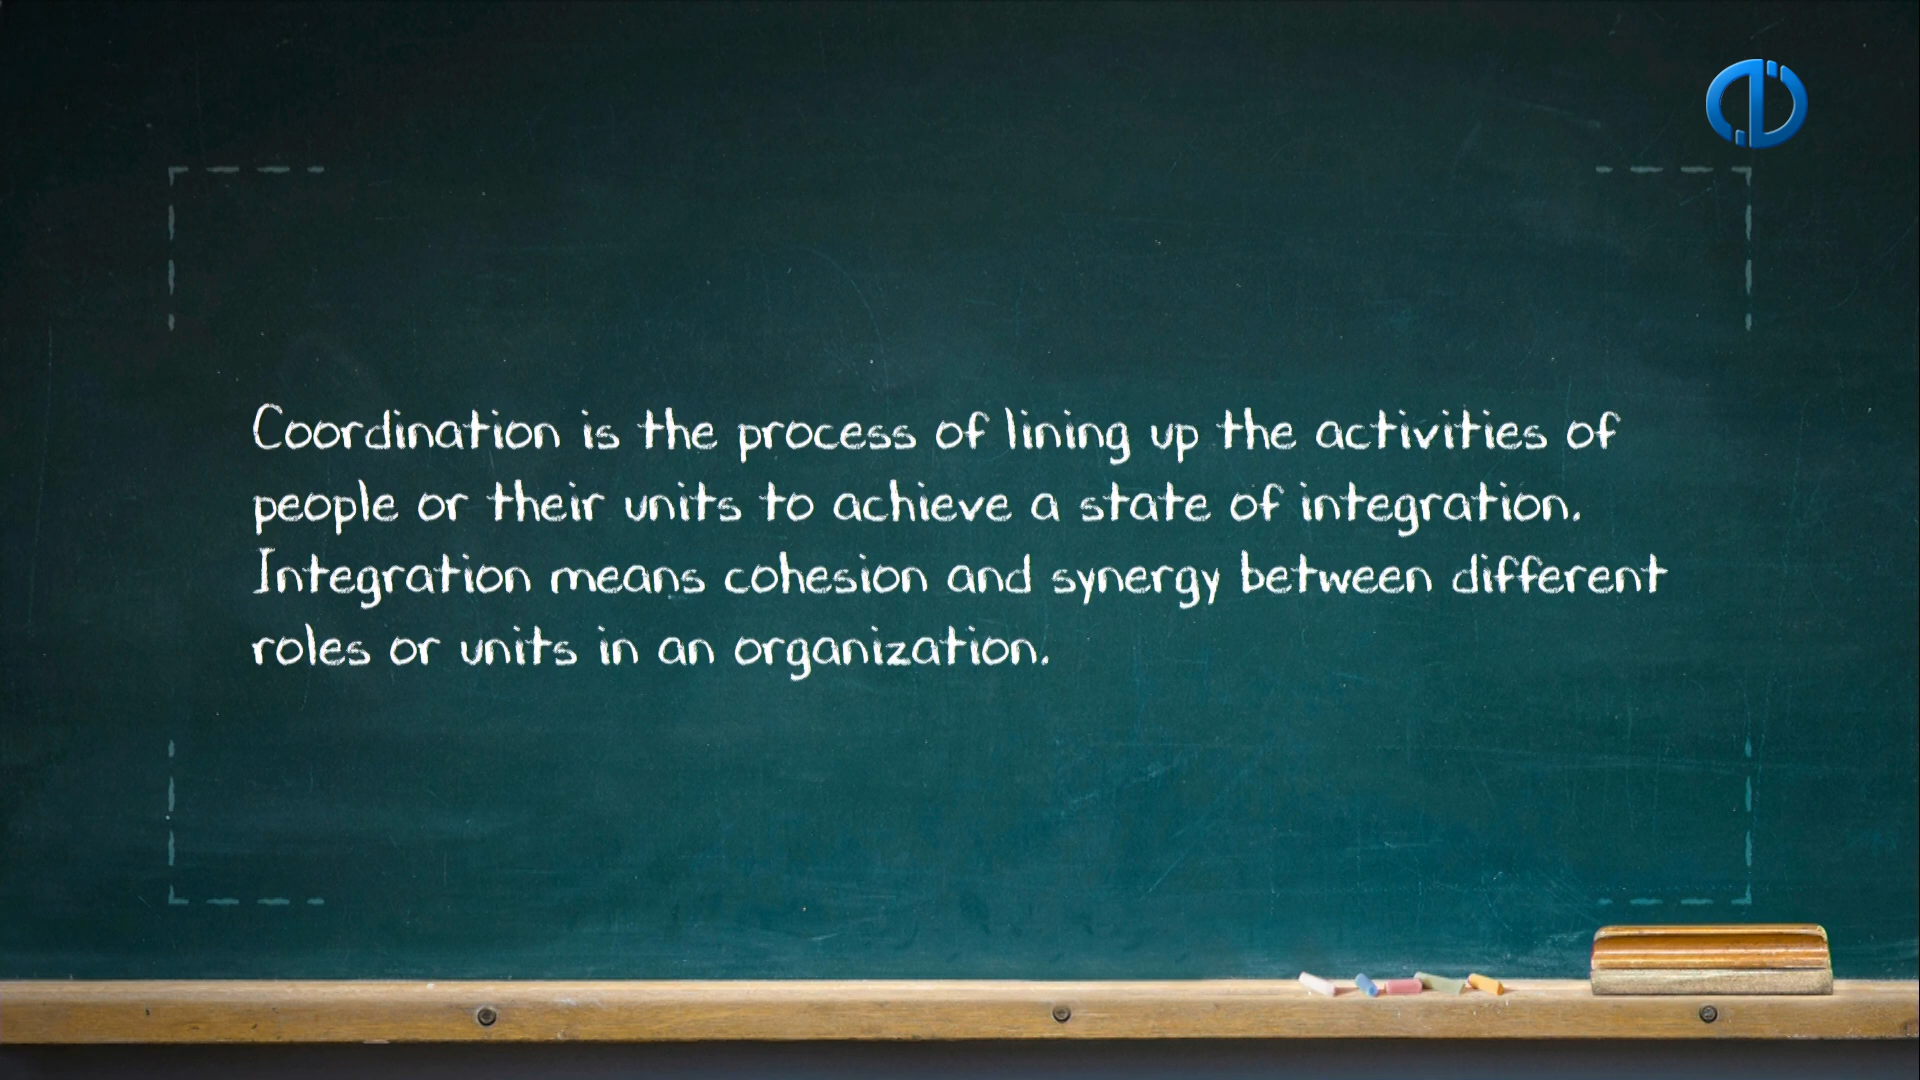 Coordination is the process of lining up the activities of
people or their units to achieve a state of integration.
Integration means cohesion and synergy between different
roles or units in an organization.